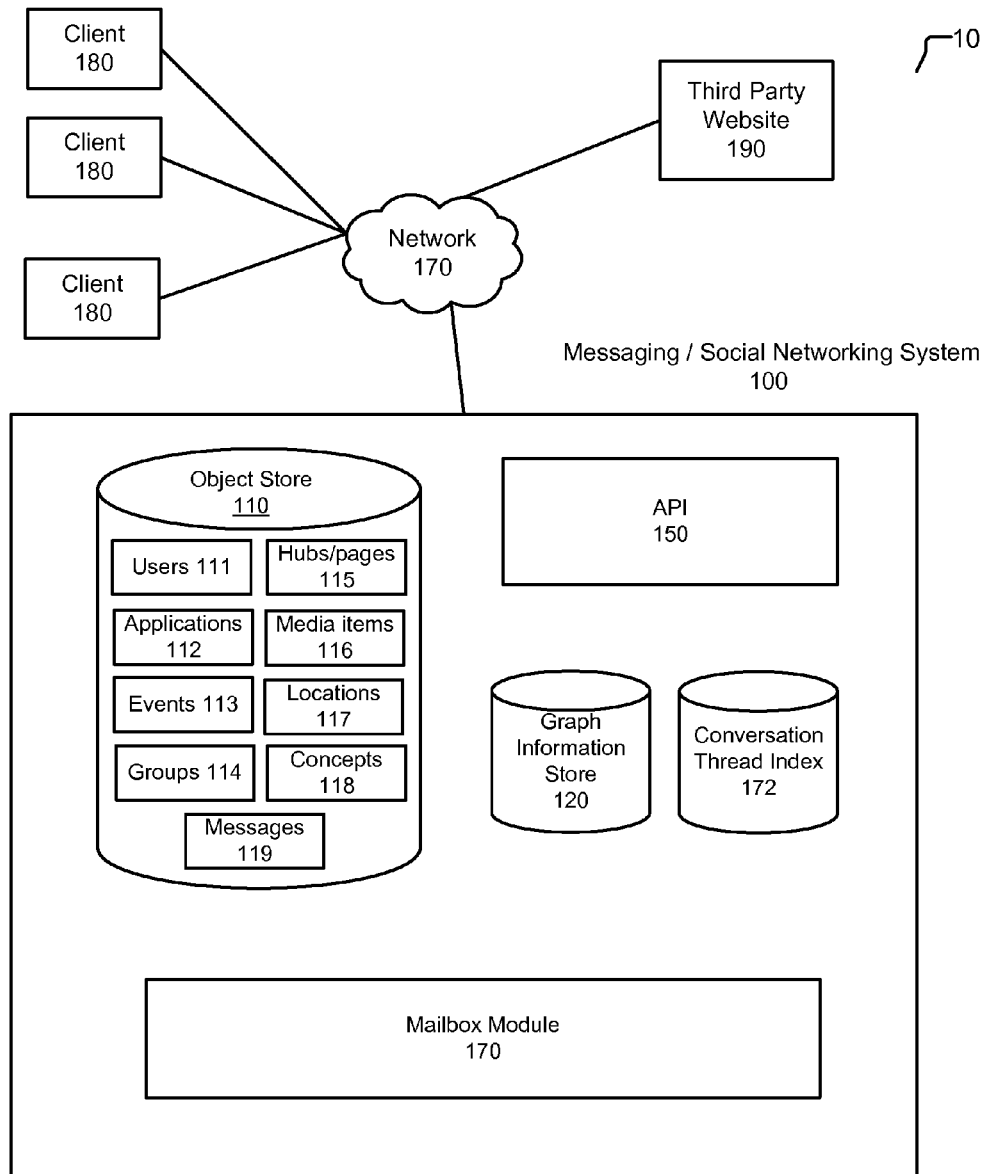 Client
180
10
Third Party
Website
190
Client
180
Network
170
Client
180
Messaging / Social Networking System
100
Object Store
110
API
150
Users 111
Hubs/pages
115
Applications
112
Media items
116
Events 113
Locations
117
Groups 114
Concepts
118
Messages
119
Graph
Information
Store
120
Conversation
Thread Index
172
Mailbox Module
170